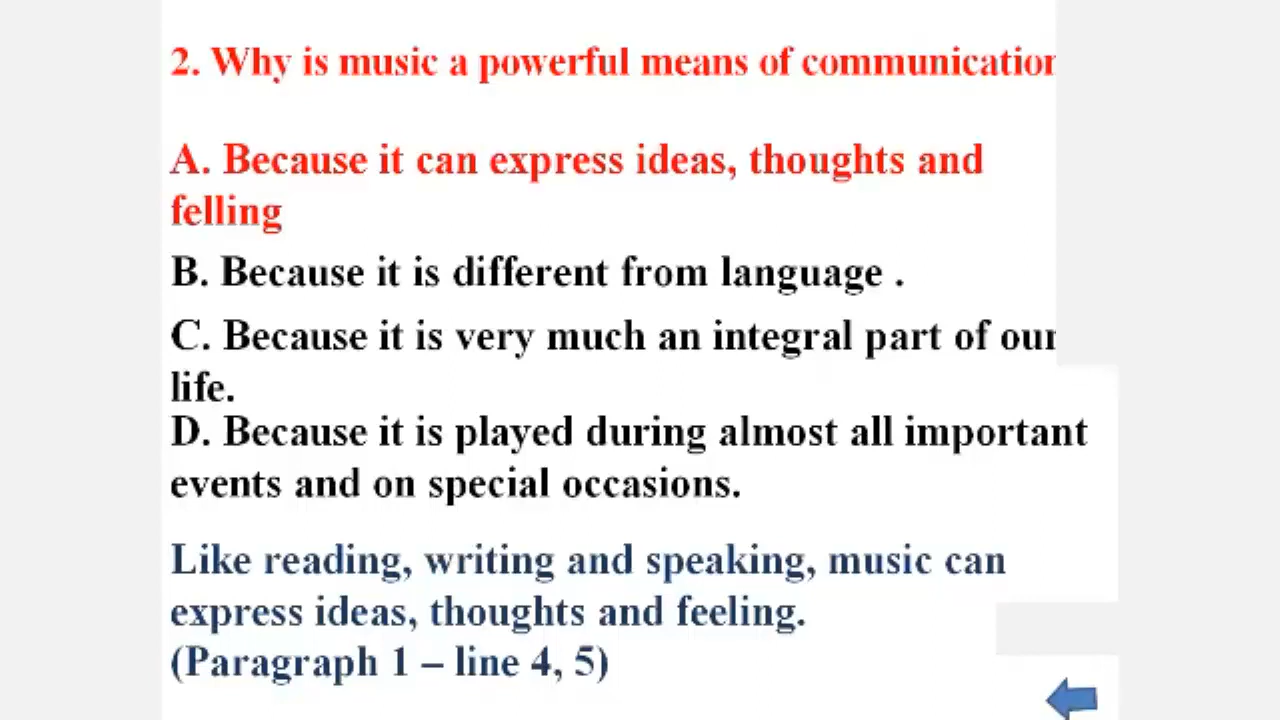 2. Why is music a powerful means of communication
A. Because it can express ideas, thoughts and
felling
B. Because it is different from language .
C. Because it is very much an integral part of our
life.
D. Because it is played during almost all important
events and on special occasions.
Like reading, writing and speaking, music can
express ideas, thoughts and feeling.
(Paragraph 1 – line 4, 5)